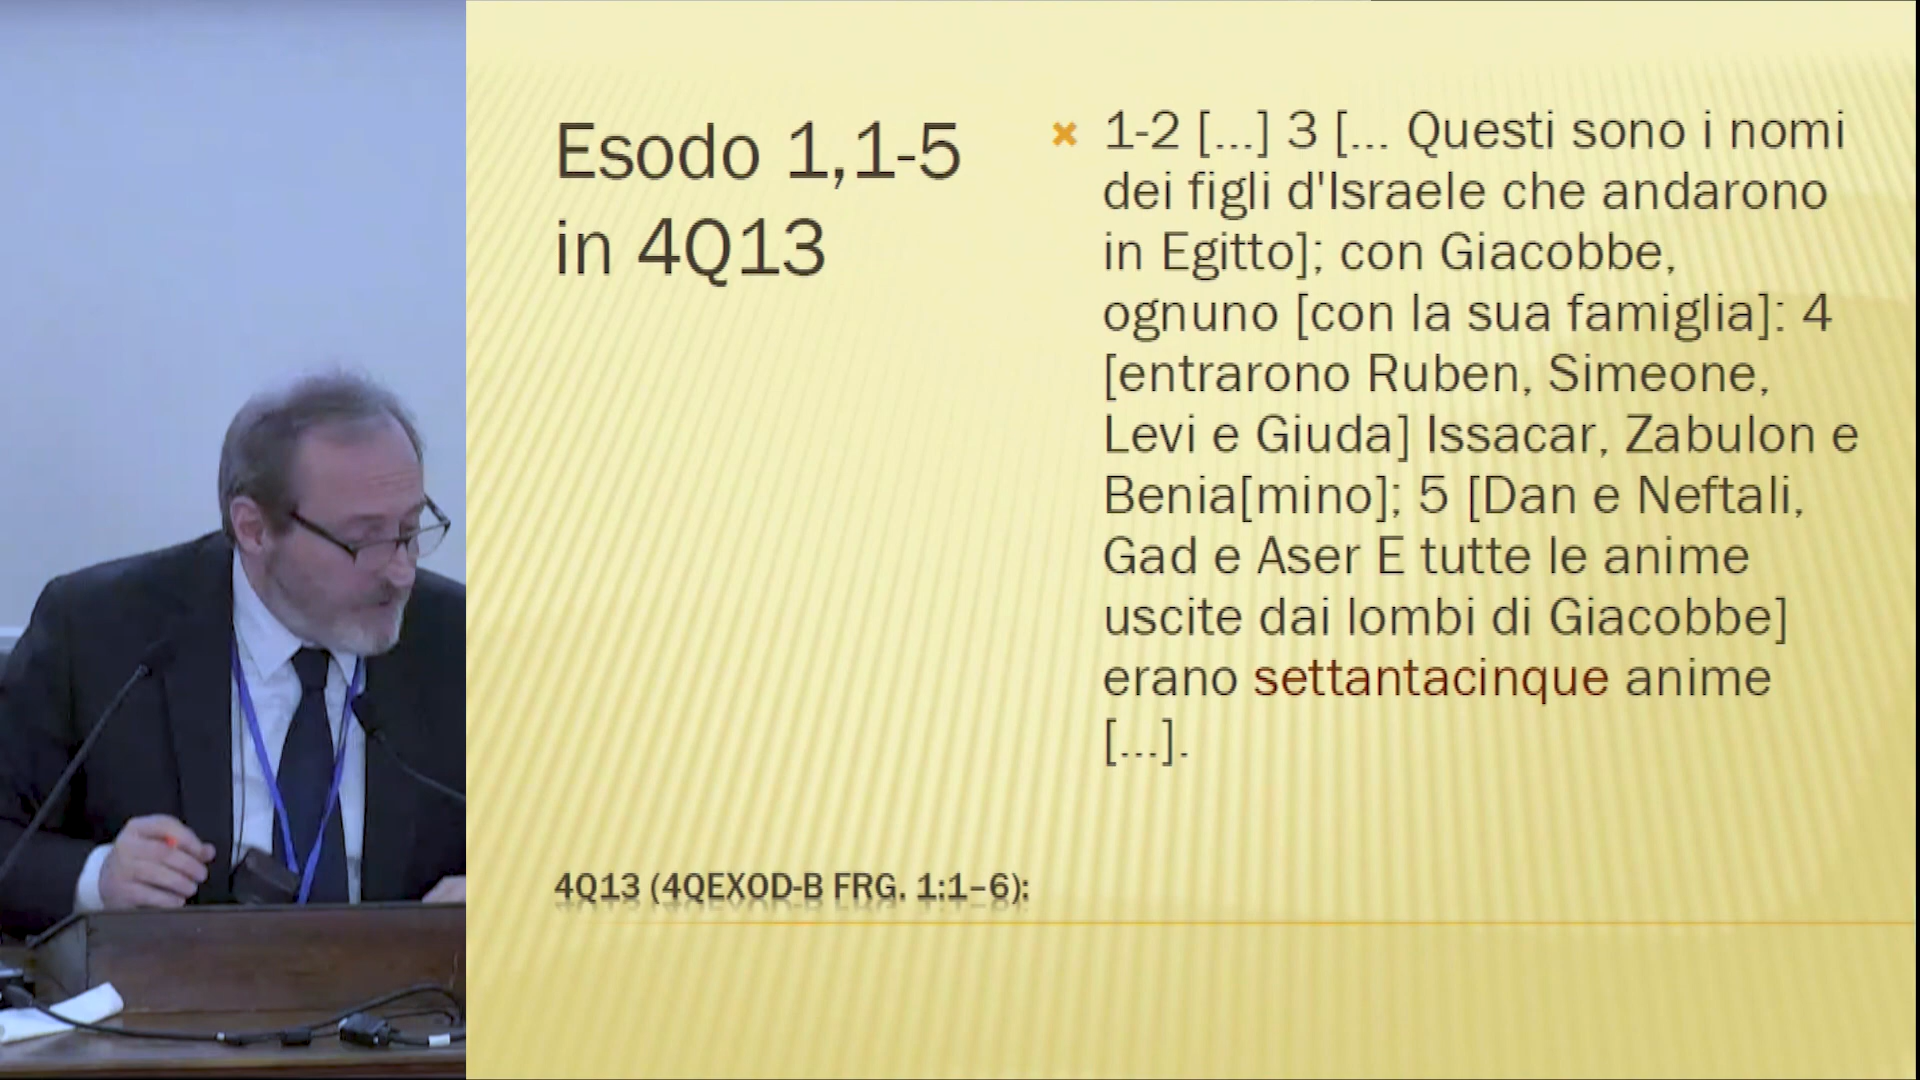 Esodo 1,1-5
in 4Q13
1-2 [...] 3 [... Questi sono i nomi
dei figli d'Israele che andarono
in Egitto]; con Giacobbe,
ognuno [con la sua famiglia]: 4
[entrarono Ruben, Simeone,
Levi e Giuda] Issacar, Zabulon e
Benia[mino]; 5 [Dan e Neftali,
Gad e Aser E tutte le anime
uscite dai lombi di Giacobbe]
erano settantacinque anime
[...].
4Q13 (4QEXOD-B FRG. 1:1–6):